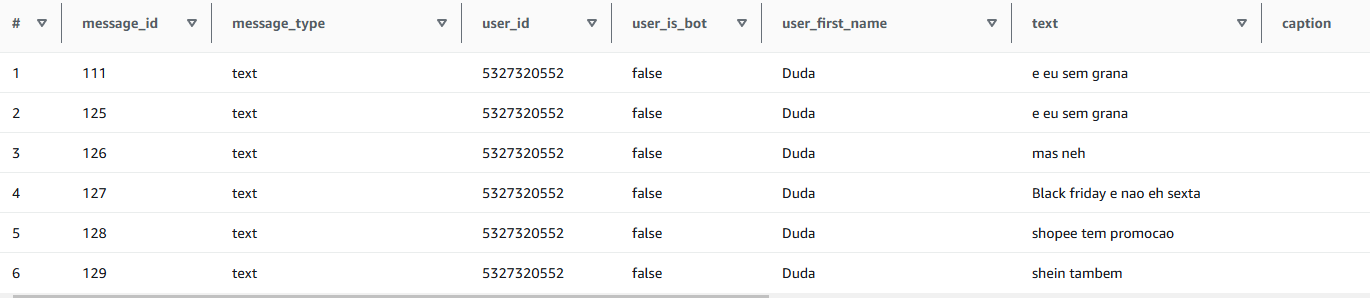 # message_id message_type user_id user_is_bot user_first_name text caption
1 111 text 5327320552 false Duda e eu sem grana
2 125 text 5327320552 false Duda e eu sem grana
3 126 text 5327320552 false Duda mas neh
4 127 text 5327320552 false Duda Black friday e nao eh sexta
5 128 text 5327320552 false Duda shopee tem promocao
6 129 text 5327320552 false Duda shein tambem